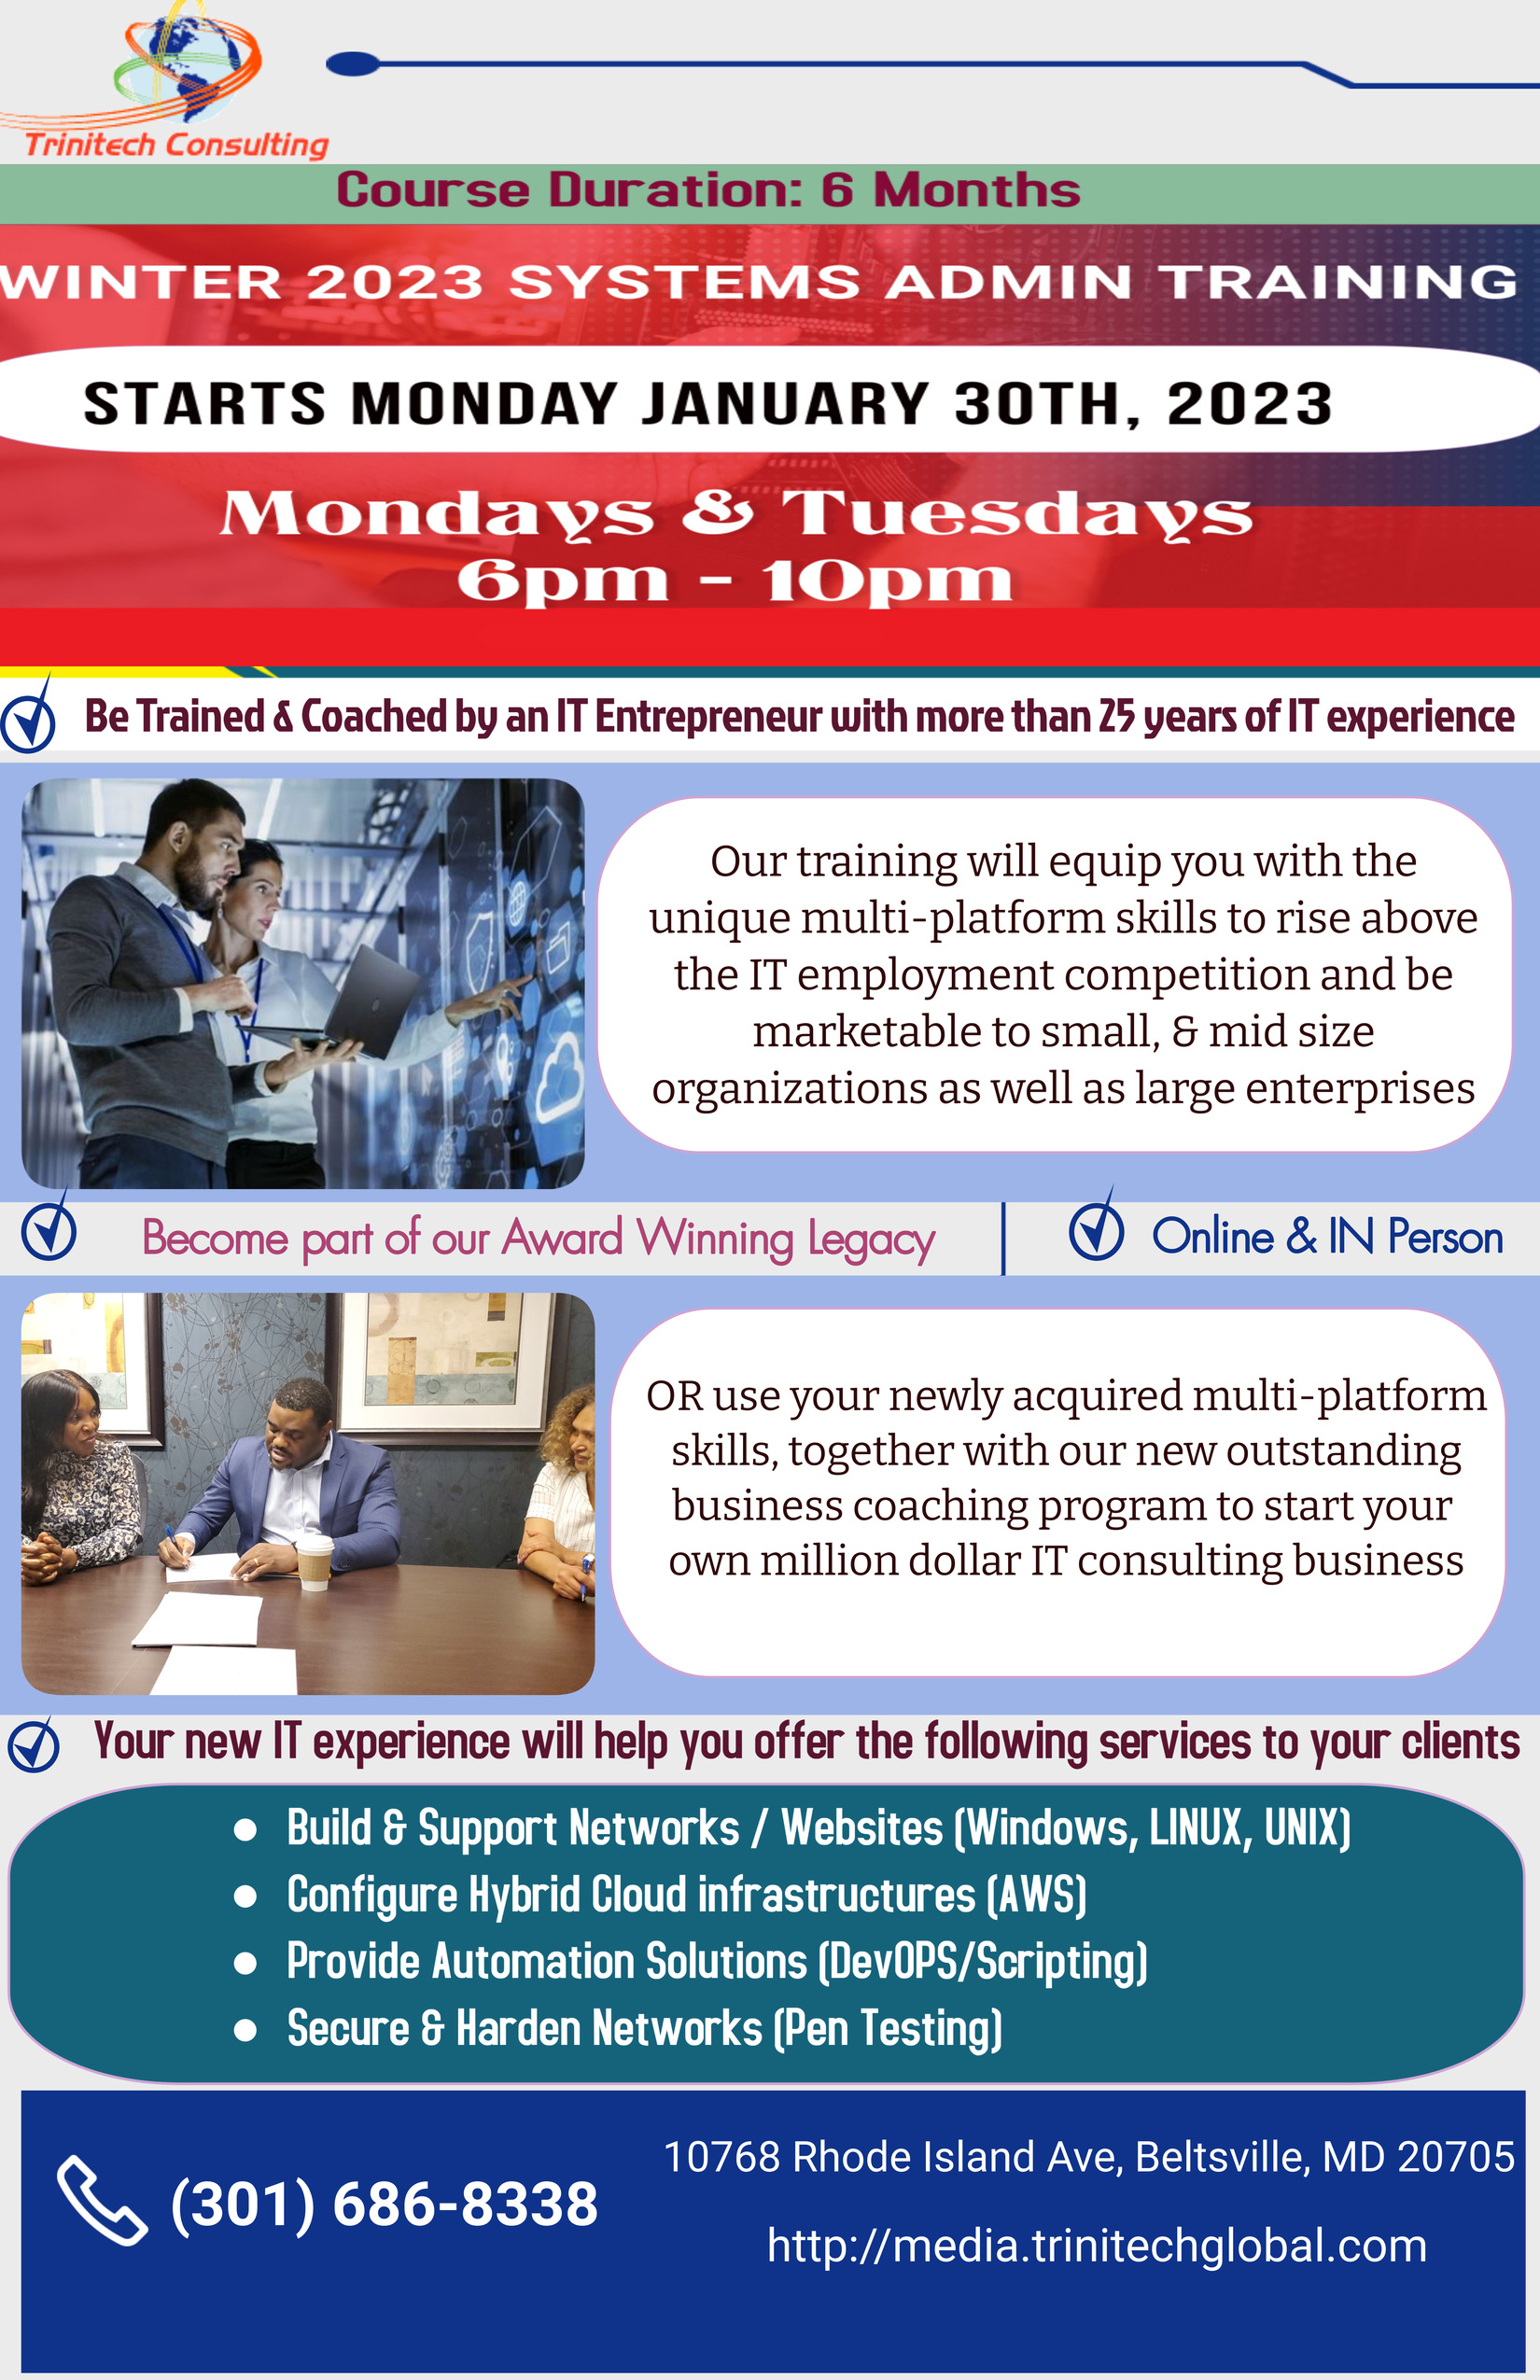 Trinitech Consulting
Course Duration: 6 Months
WINTER 2023 SYSTEMS ADMIN TRAINING
STARTS MONDAY JANUARY 30TH, 2023
Mondays & Tuesdays
6pm - 10pm
Be Trained & Coached by an IT Entrepreneur with more than 25 years of IT experience
Our training will equip you with the
unique multi-platform skills to rise above
the IT employment competition and be
marketable to small, & mid size
organizations as well as large enterprises
Become part of our Award Winning Legacy
Online & IN Person
OR use your newly acquired multi-platform
skills, together with our new outstanding
business coaching program to start your
own million dollar IT consulting business
Your new IT experience will help you offer the following services to your clients
● Build & Support Networks / Websites (Windows, LINUX, UNIX)
● Configure Hybrid Cloud infrastructures (AWS)
● Provide Automation Solutions (DevOPS/Scripting)
● Secure & Harden Networks (Pen Testing)
(301) 686-8338
10768 Rhode Island Ave, Beltsville, MD 20705
http://media.trinitechglobal.com